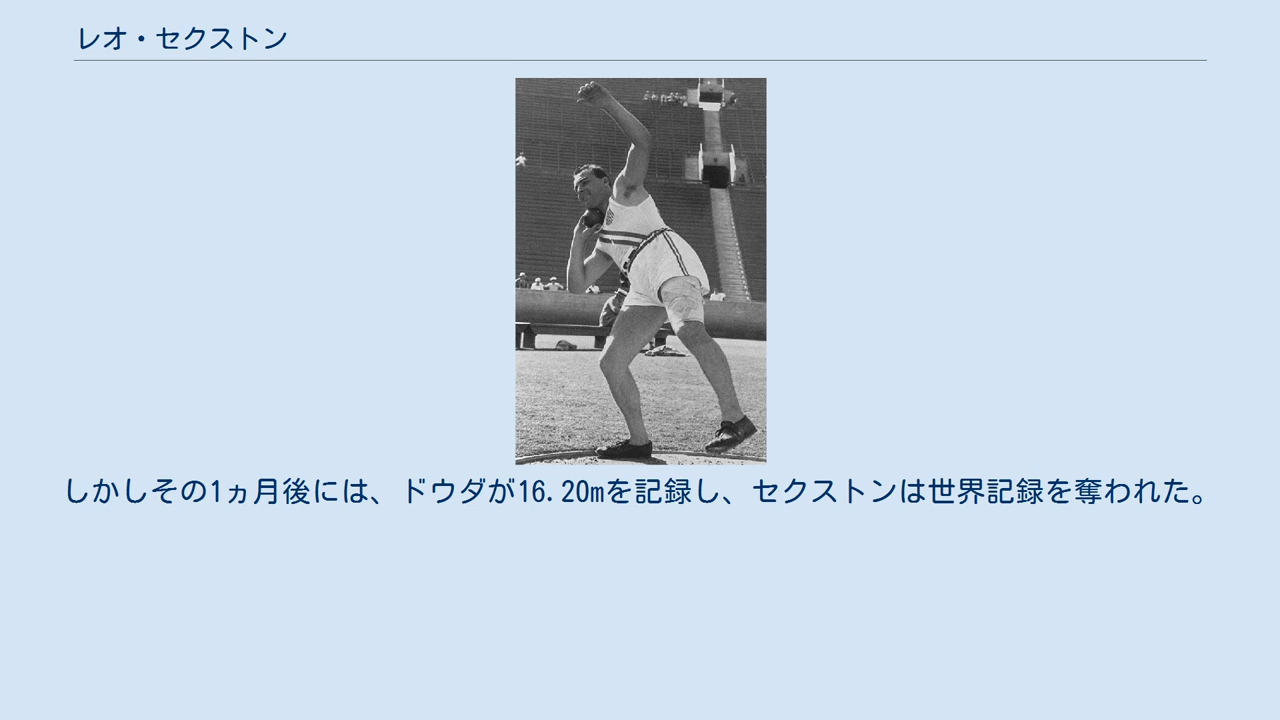 レオ・セクストン
しかしその1ヵ月後には、ドウダが16.20mを記録し、セクストンは世界記録を奪われた。